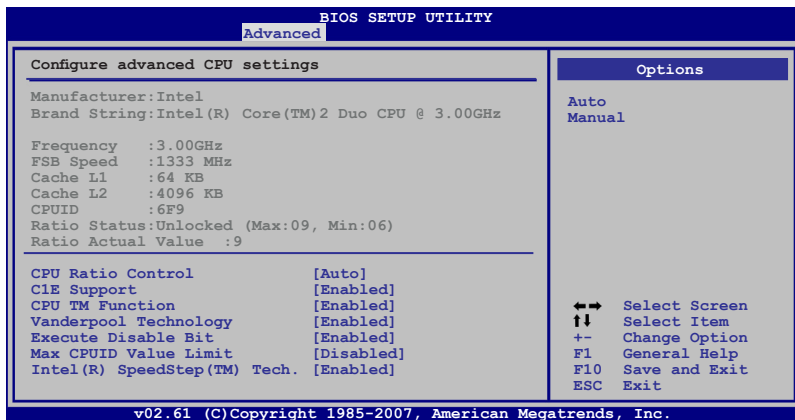 BIOS SETUP UTILITY
Advanced
Configure advanced CPU settings
Manufacturer:Intel
Brand String:Intel(R) Core(TM)2 Duo CPU @ 3.00GHz
Frequency :3.00GHz
FSB Speed :1333 MHz
Cache L1 :64 KB
Cache L2 :4096 KB
CPUID :6F9
Ratio Status:Unlocked (Max:09, Min:06)
Ratio Actual Value :9
CPU Ratio Control [Auto]
C1E Support [Enabled]
CPU TM Function [Enabled]
Vanderpool Technology [Enabled]
Execute Disable Bit [Enabled]
Max CPUID Value Limit [Disabled]
Intel(R) SpeedStep(TM) Tech. [Enabled]
Options
Auto
Manual
←→ Select Screen
↑↓ Select Item
+- Change Option
F1 General Help
F10 Save and Exit
ESC Exit
v02.61 (C)Copyright 1985-2007, American Megatrends, Inc.